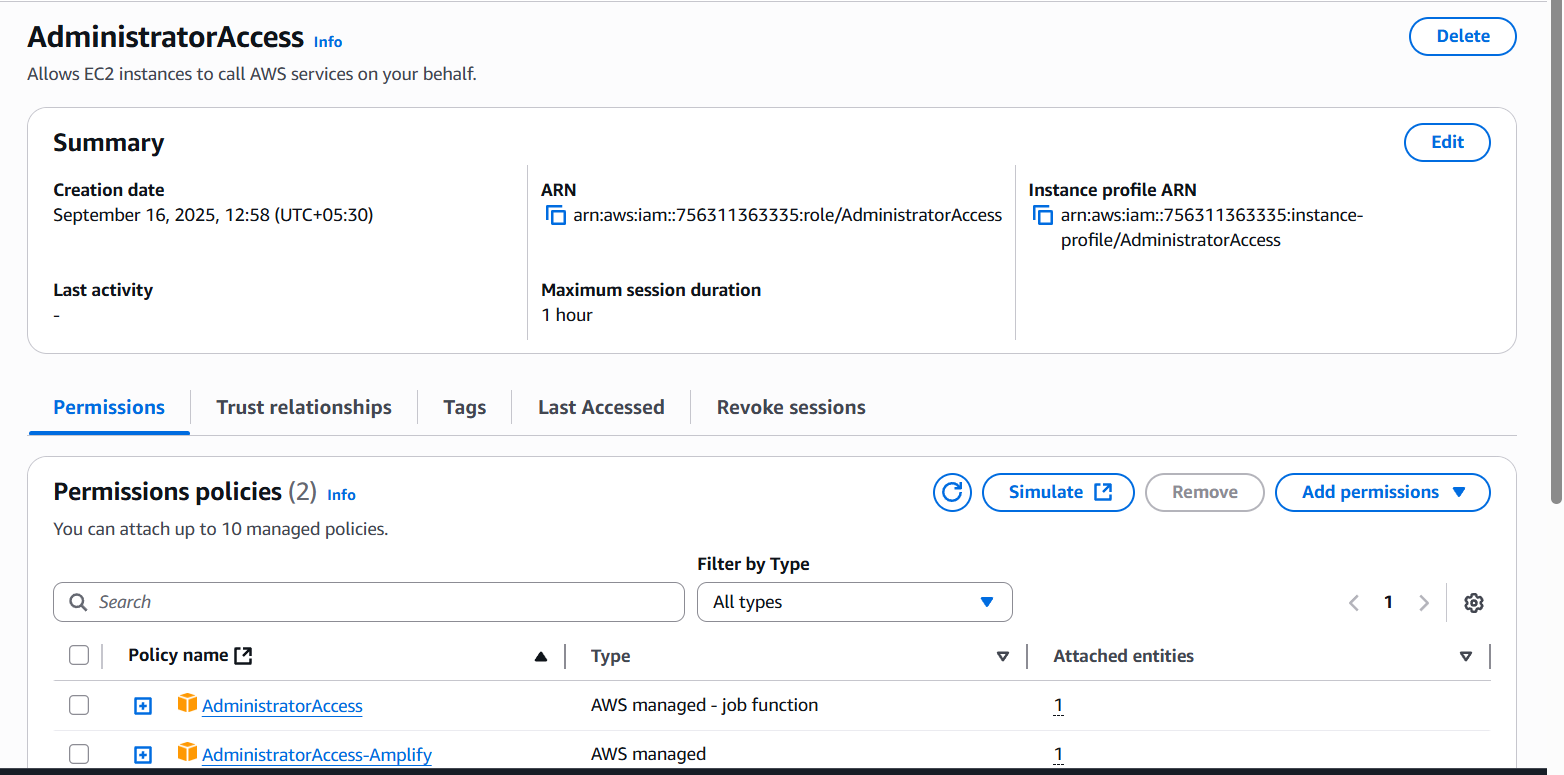 AdministratorAccess Info
Delete
Allows EC2 instances to call AWS services on your behalf.
Summary
Edit
Creation date
September 16, 2025, 12:58 (UTC+05:30)
ARN
arn:aws:iam::756311363335:role/AdministratorAccess
Instance profile ARN
arn:aws:iam::756311363335:instance-
profile/AdministratorAccess
Last activity
-
Maximum session duration
1 hour
Permissions Trust relationships Tags Last Accessed Revoke sessions
Permissions policies (2) Info
Simulate Remove Add permissions
You can attach up to 10 managed policies.
Filter by Type
Search
All types
1
Policy name Type Attached entities
AdministratorAccess AWS managed - job function 1
AdministratorAccess-Amplify AWS managed 1